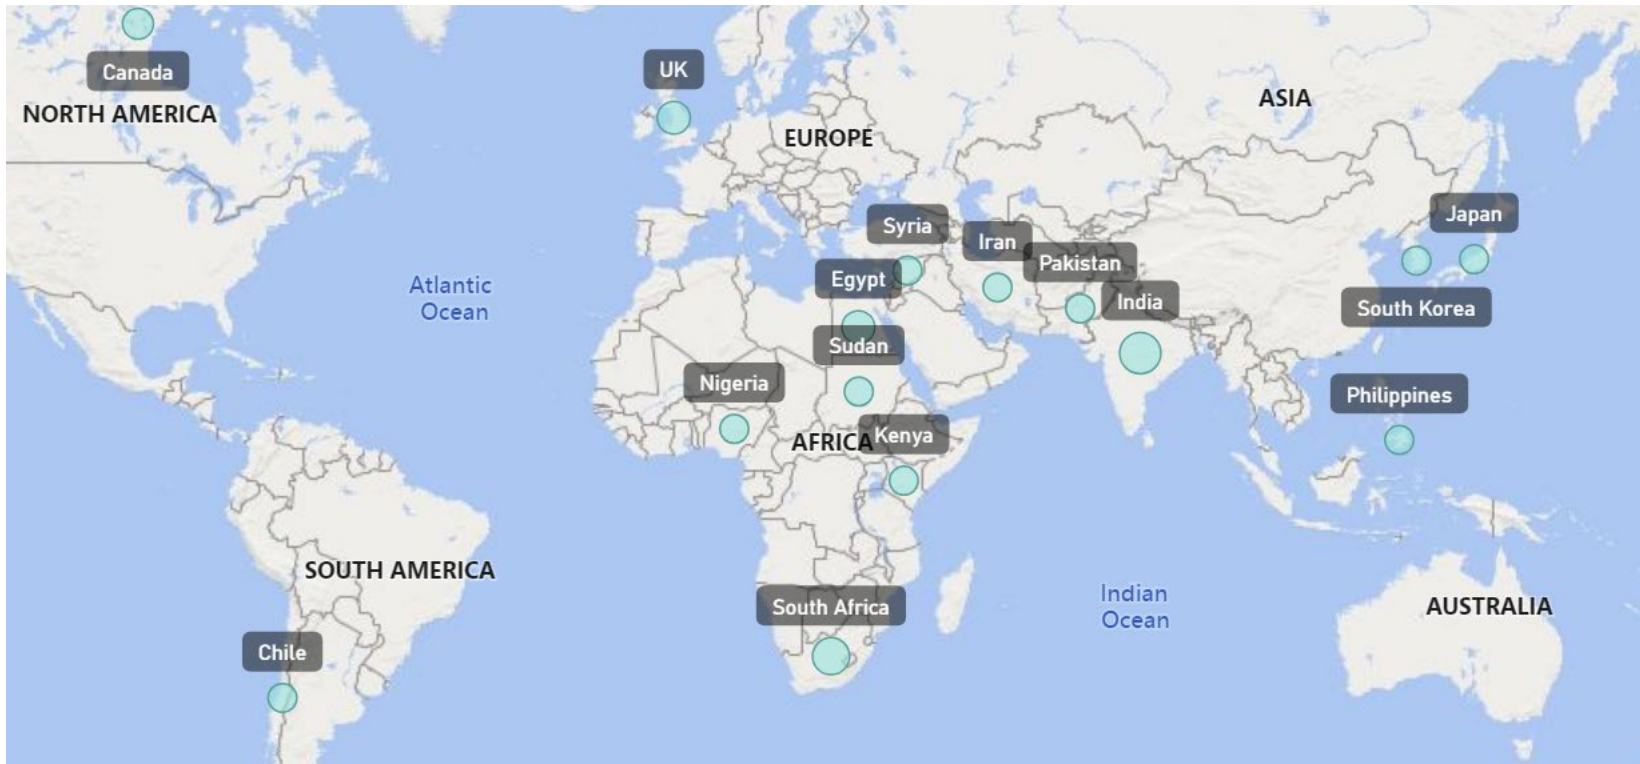 Canada
UK
NORTH AMERICA
ASIA
EUROPE
Japan
Syria
Iran
Pakistan
Egypt
India
Atlantic
Ocean
South Korea
Sudan
Nigeria
Philippines
AFRICA
Kenya
SOUTH AMERICA
Indian
Ocean
South Africa
AUSTRALIA
Chile